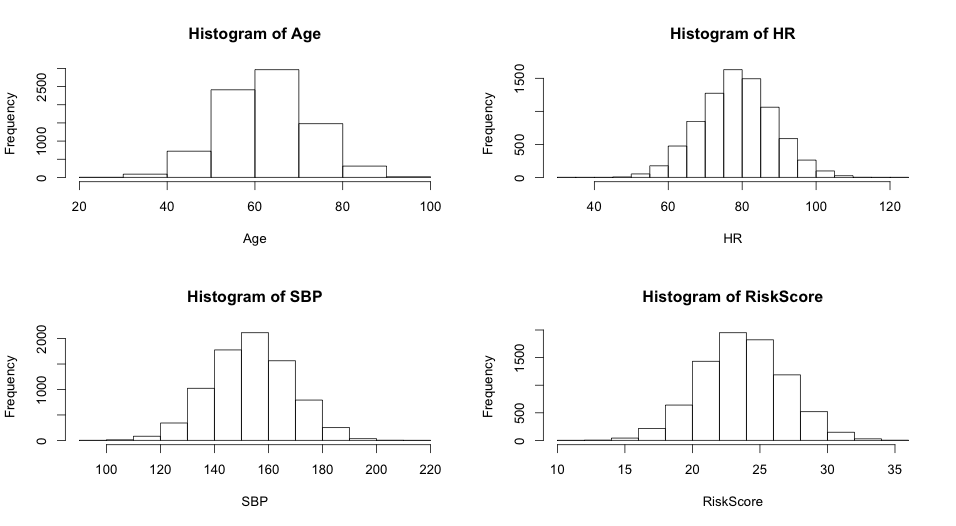 Histogram of Age
Frequency
0
1000
2500
20 40 60 80 100
Age
Histogram of HR
Frequency
0
500
1500
40 60 80 100 120
HR
Histogram of SBP
Frequency
0
1000
2000
100 120 140 160 180 200 220
SBP
Histogram of RiskScore
Frequency
0
500
1500
10 15 20 25 30 35
RiskScore